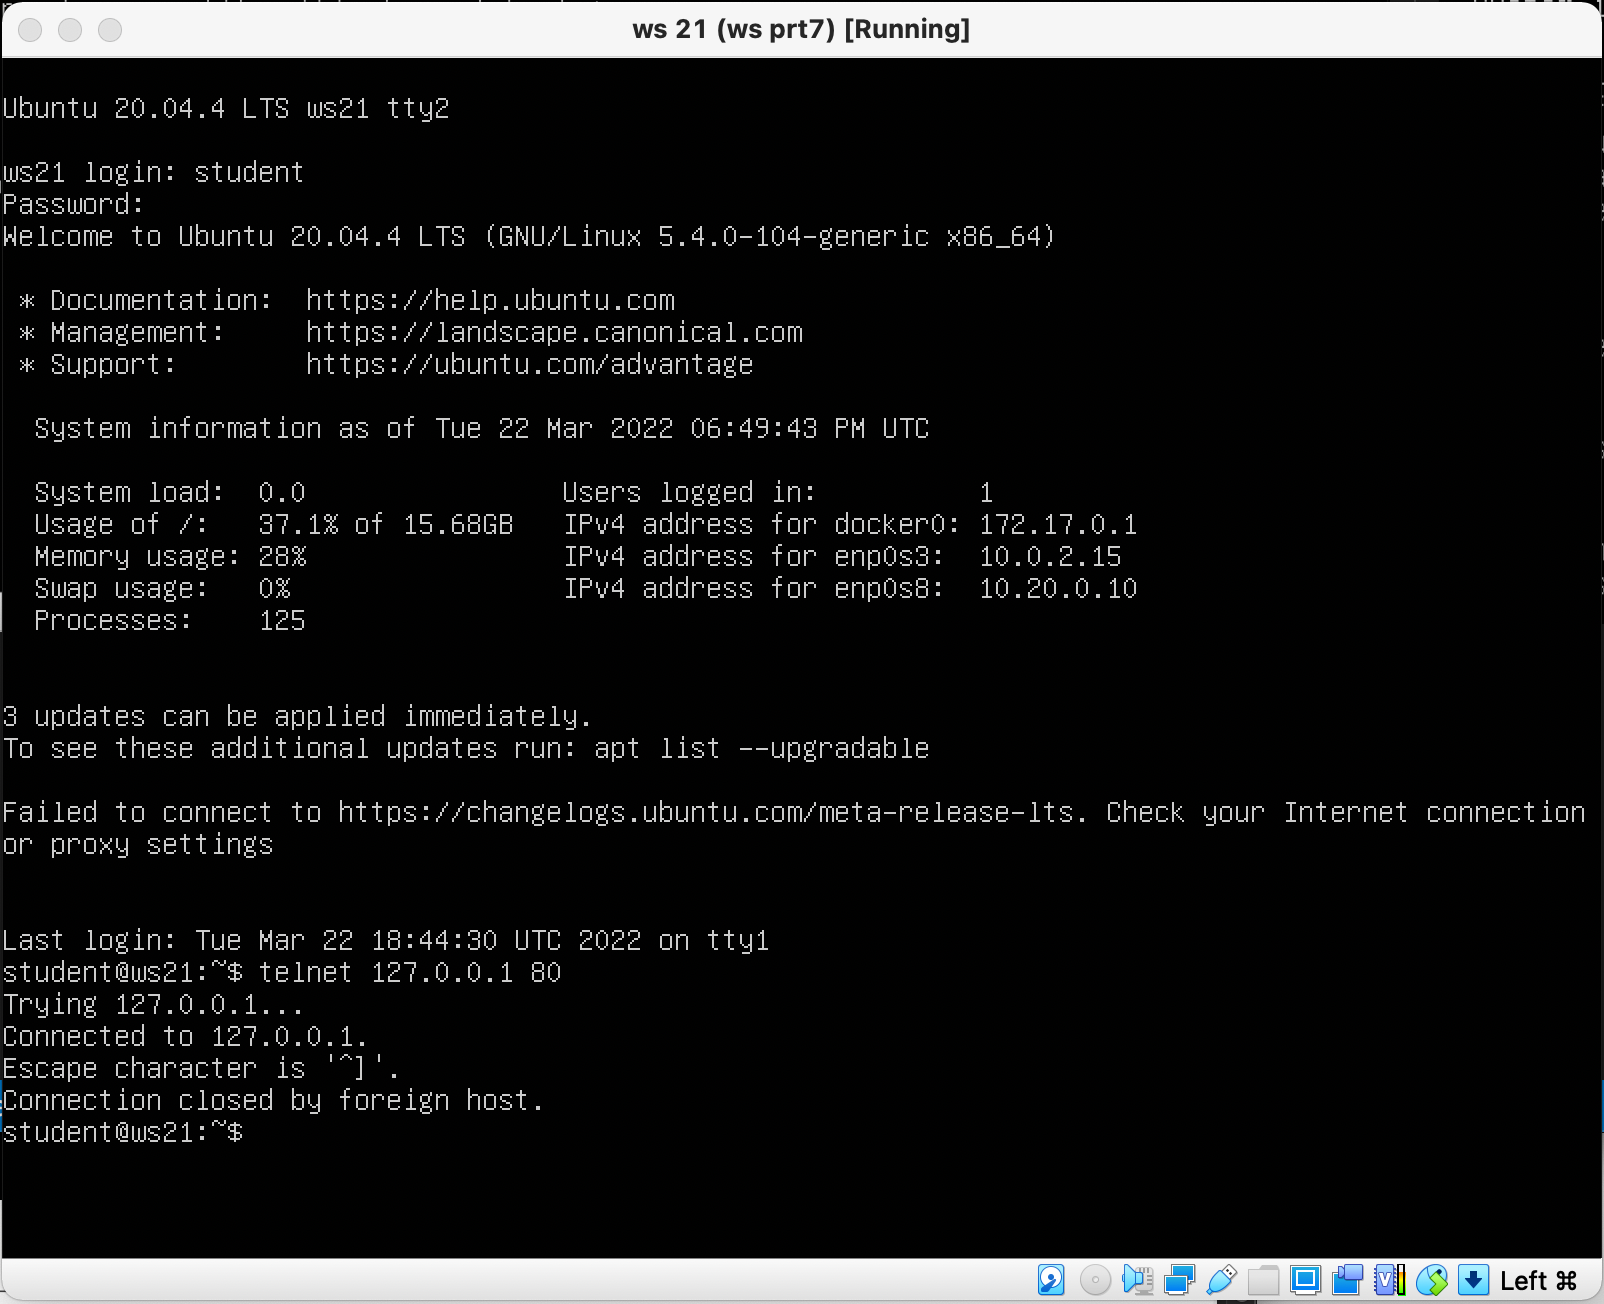 ws 21 (ws prt7) [Running]
Ubuntu 20.04.4 LTS ws21 tty2
ws21 login: student
Password:
Welcome to Ubuntu 20.04.4 LTS (GNU/Linux 5.4.0-104-generic x86_64)
* Documentation:  https://help.ubuntu.com
* Management:     https://landscape.canonical.com
* Support:        https://ubuntu.com/advantage
System information as of Tue 22 Mar 2022 06:49:43 PM UTC
System load:  0.0                Users logged in:          1
Usage of /:   37.1% of 15.68GB   IPv4 address for docker0: 172.17.0.1
Memory usage: 28%                IPv4 address for enp0s3:  10.0.2.15
Swap usage:   0%                 IPv4 address for enp0s8:  10.20.0.10
Processes:    125
3 updates can be applied immediately.
To see these additional updates run: apt list --upgradable
Failed to connect to https://changelogs.ubuntu.com/meta-release-lts. Check your Internet connection
or proxy settings
Last login: Tue Mar 22 18:44:30 UTC 2022 on tty1
student@ws21:~$ telnet 127.0.0.1 80
Trying 127.0.0.1...
Connected to 127.0.0.1.
Escape character is '^]'.
Connection closed by foreign host.
student@ws21:~$
Left ⌘